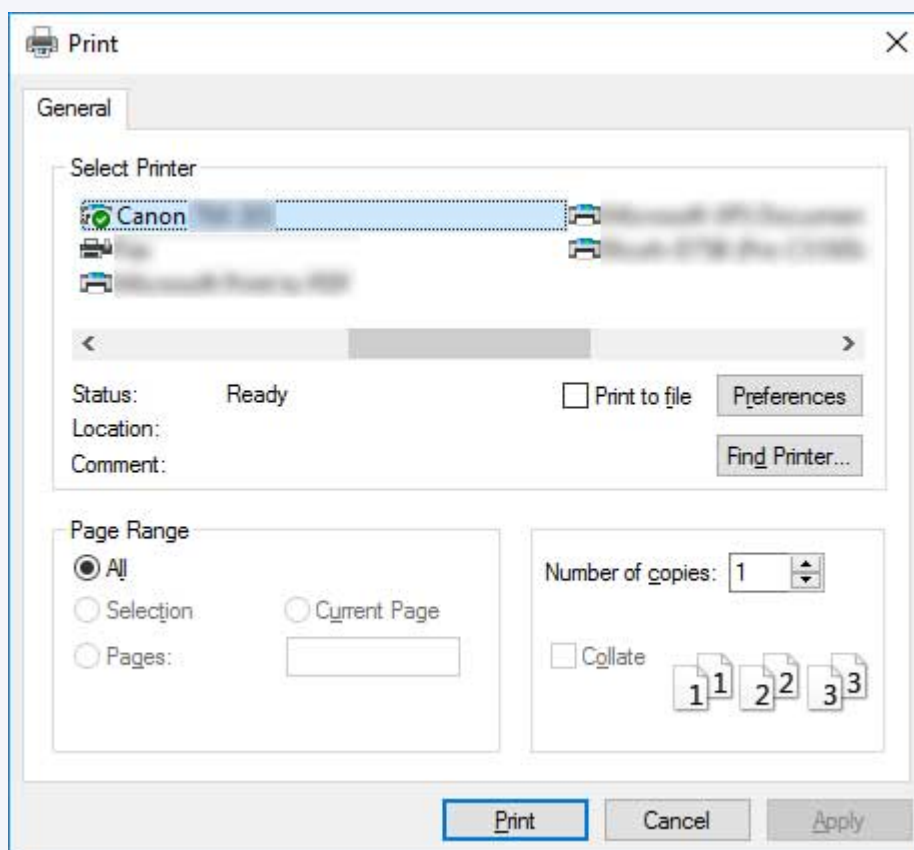 Print
General
Select Printer
Canon
Status: Ready
Print to file
Preferences
Location:
Comment:
Find Printer...
Page Range
All
Number of copies: 1
Selection
Current Page
Pages:
Collate
1 1 2 2 3 3
Print
Cancel
Apply